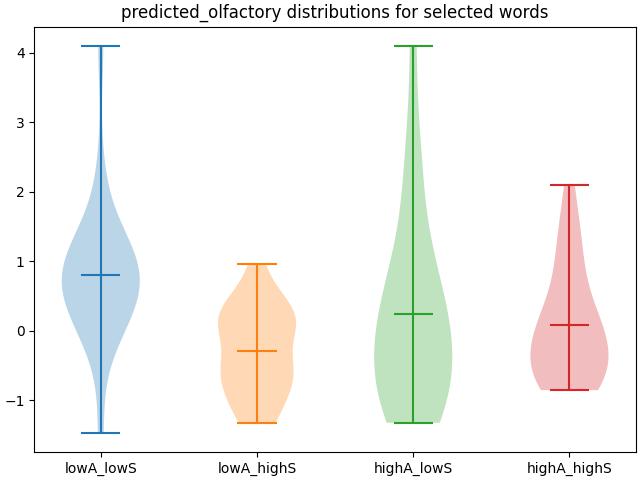 predicted_olfactory distributions for selected words
4
3
2
1
0
−1
lowA_lowS
lowA_highS
highA_lowS
highA_highS